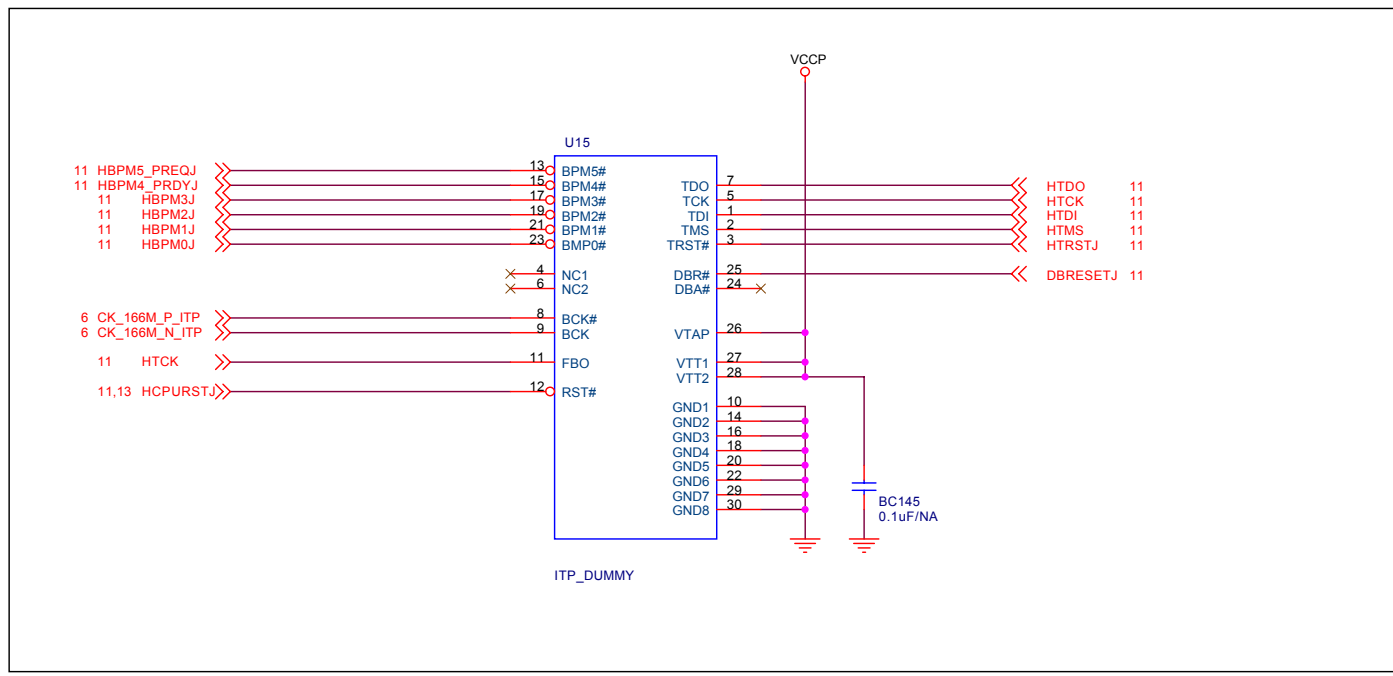 VCCP
U15
11 HBPM5_PREQJ 13 BPM5#
11 HBPM4_PRDYJ 15 BPM4# TDO 7 HTDO 11
11 HBPM3J 17 BPM3# TCK 5 HTCK 11
11 HBPM2J 19 BPM2# TDI 1 HTDI 11
11 HBPM1J 21 BPM1# TMS 2 HTMS 11
11 HBPM0J 23 BMP0# TRST# 3 HTRSTJ 11
4 NC1 DBR# 25 DBRESETJ 11
6 NC2 DBA# 24
6 CK_166M_P_ITP 8 BCK#
6 CK_166M_N_ITP 9 BCK VTAP 26
11 HTCK 11 FBO VTT1 27
VTT2 28
11,13 HCPURSTJ 12 RST#
GND1 10
GND2 14
GND3 16
GND4 18
GND5 20
GND6 22
GND7 29
GND8 30
BC145
0.1uF/NA
ITP_DUMMY